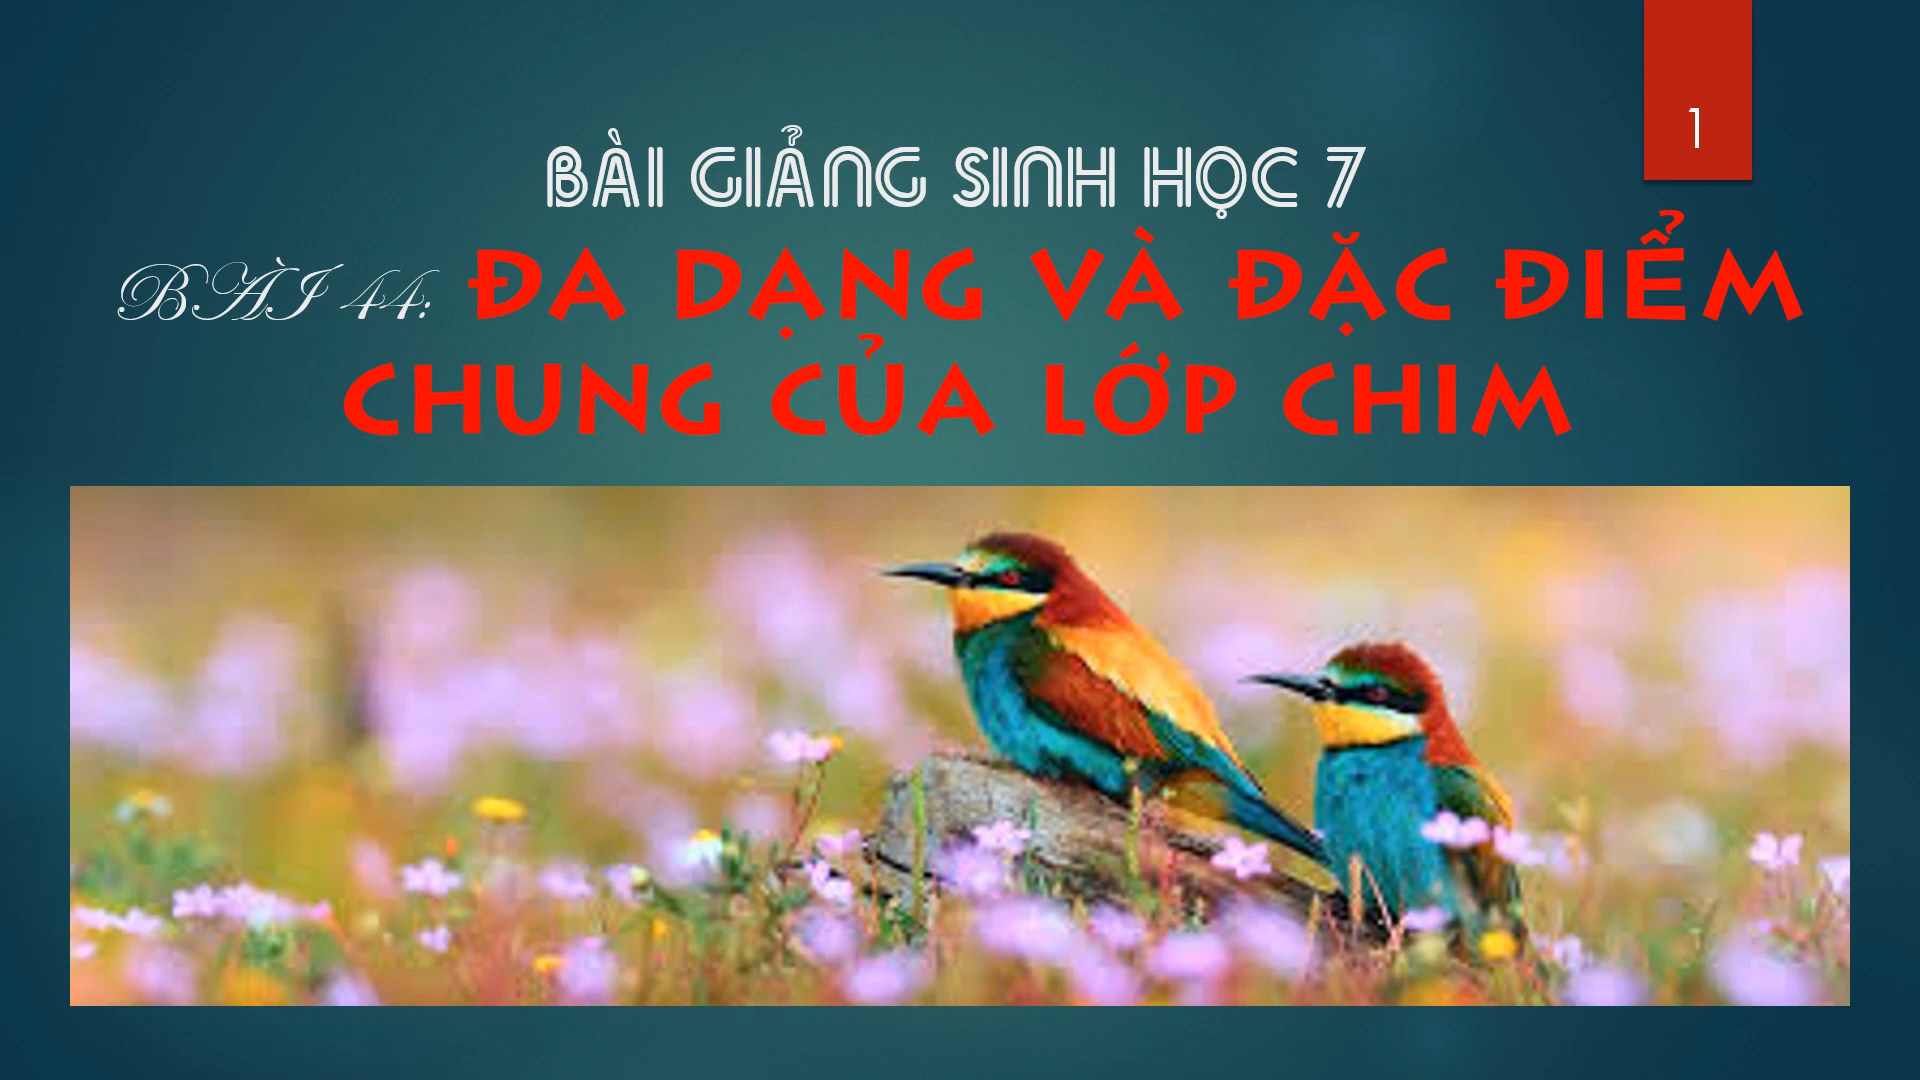 1
BÀI GIẢNG SINH HỌC 7
BÀI 44: ĐA DẠNG VÀ ĐẶC ĐIỂM
CHUNG CỦA LỚP CHIM